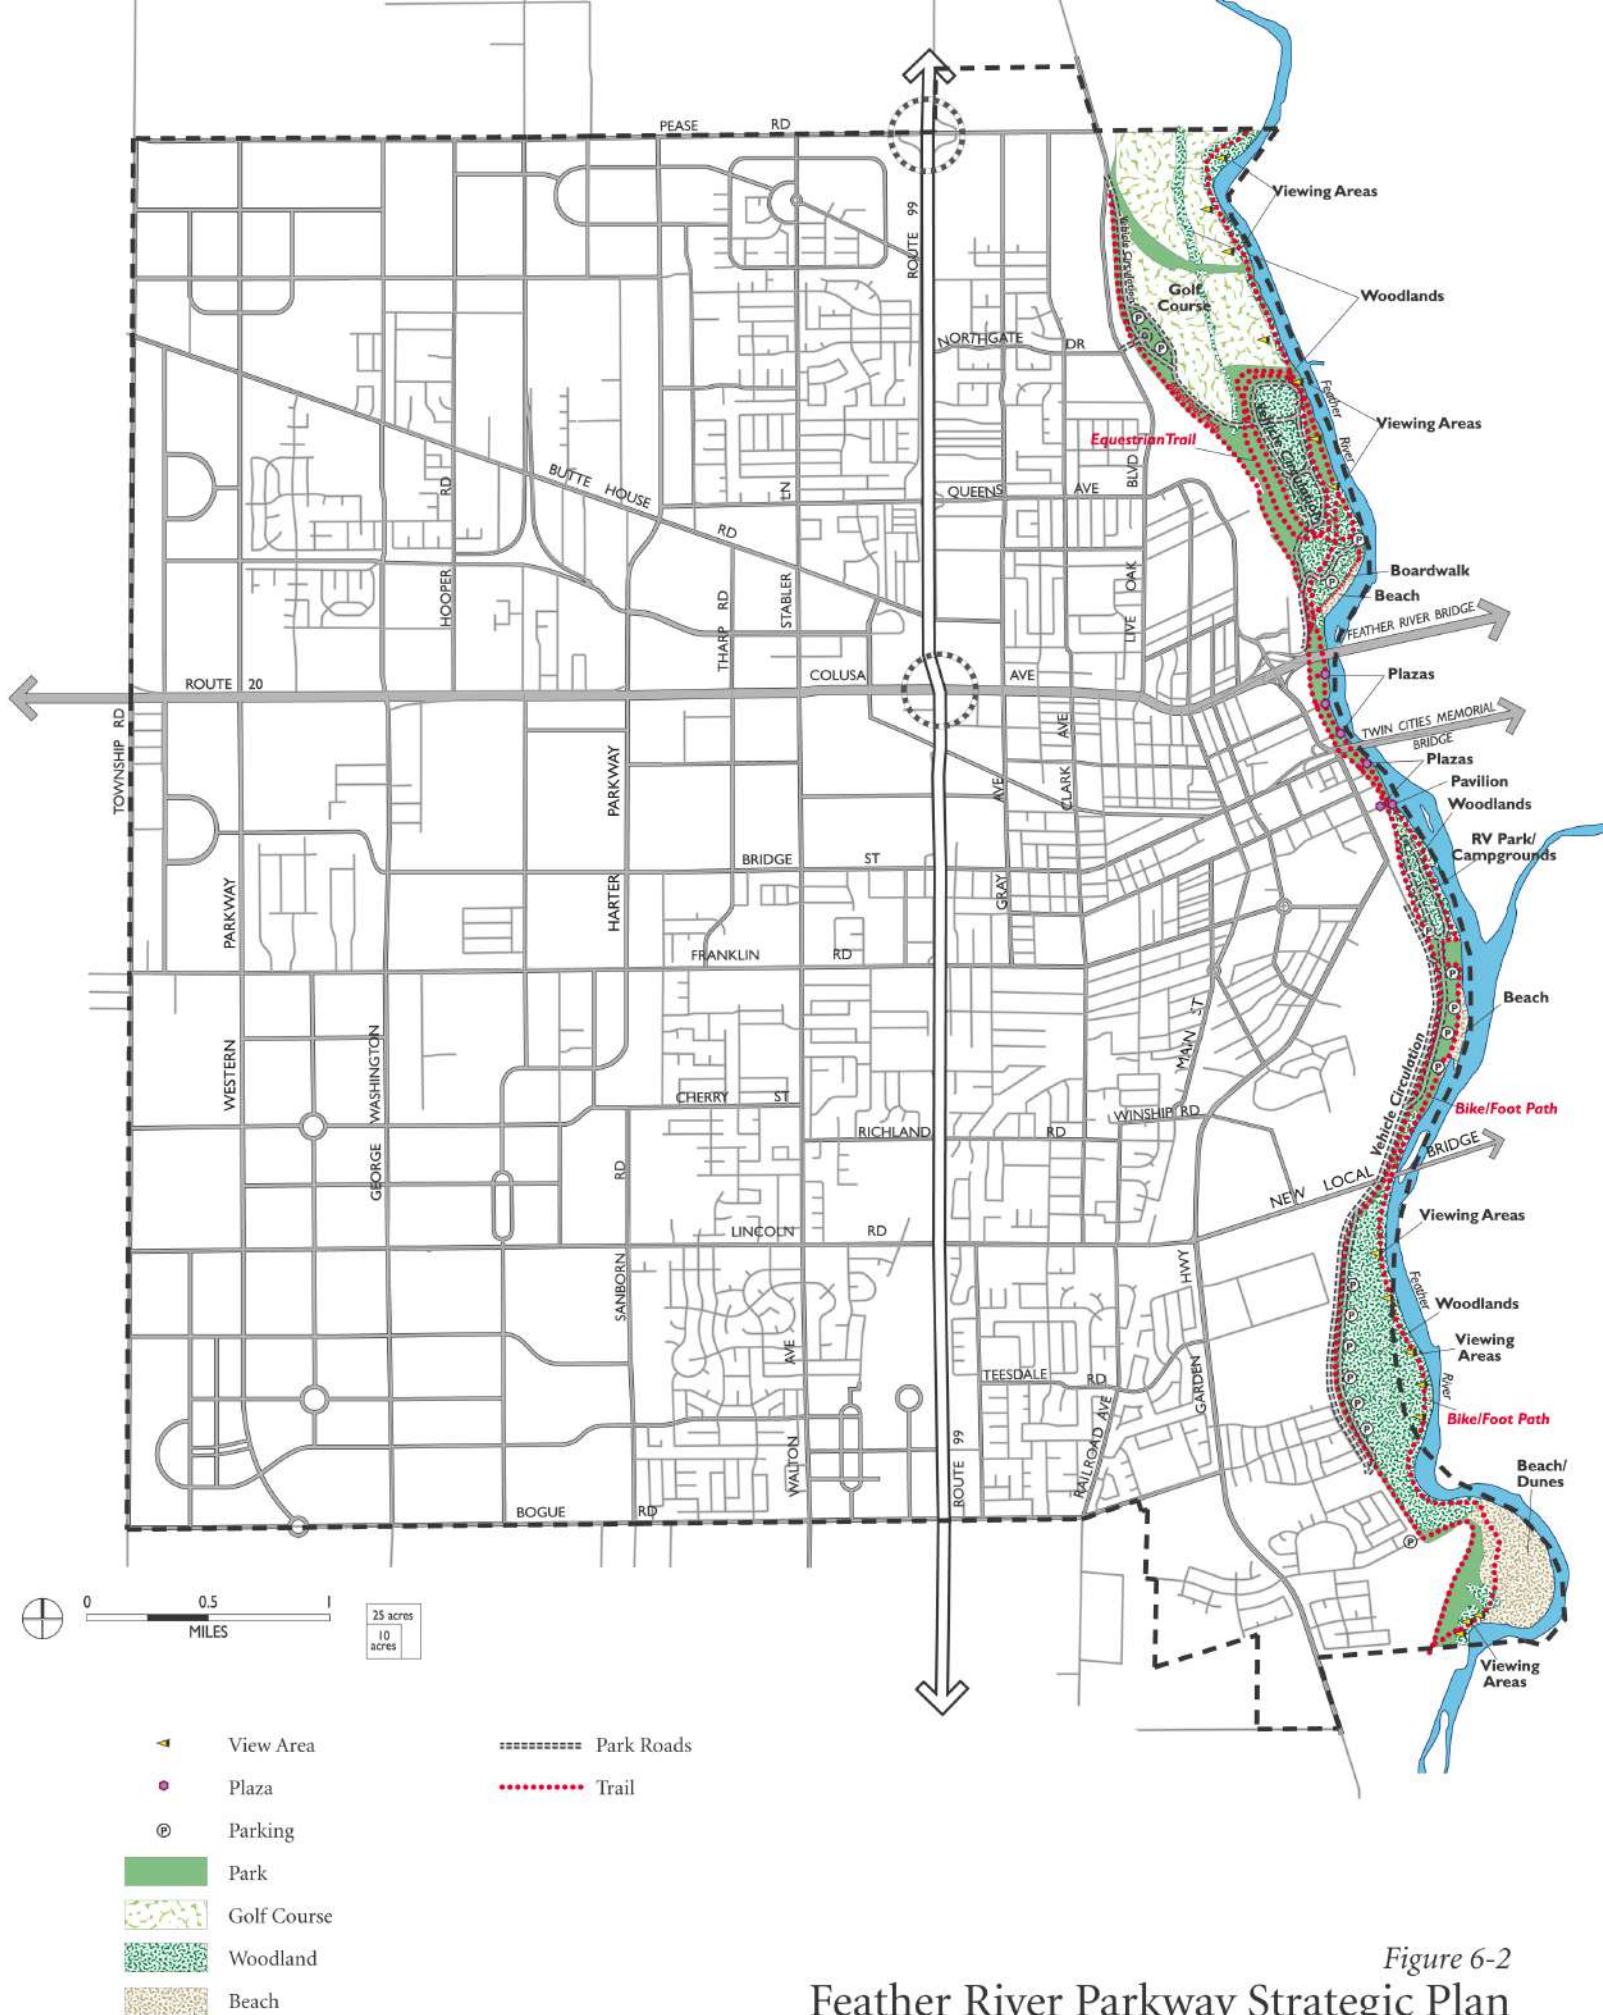 PEASE RD
Viewing Areas
ROUTE 99
Vehicle Circulation
Woodlands
Golf
Course
NORTHGATE DR
Feather
River
Viewing Areas
Equestrian Trail
BUTTE HOUSE RD
RD
LN
QUEENS AVE
BLVD
Vehicle Circulation
HOOPER
THARP RD
STABLER
LIVE OAK
Boardwalk
Beach
FEATHER RIVER BRIDGE
ROUTE 20
COLUSA AVE
Plazas
TOWNSHIP RD
TWIN CITIES MEMORIAL
BRIDGE
Plazas
PARKWAY
AVE
CLARK
AVE
Pavilion
Woodlands
RV Park/
Campgrounds
BRIDGE ST
PARKWAY
HARTER
GRAY
FRANKLIN RD
Beach
MAIN ST
WESTERN
GEORGE WASHINGTON
Vehicle Circulation
CHERRY ST
WINSHIP RD
Bike/Foot Path
RICHLAND RD
RD
NEW LOCAL BRIDGE
LINCOLN RD
Viewing Areas
SANBORN
HWY
Feather
Woodlands
AVE
Viewing
Areas
TEESDALE RD
GARDEN
River
RAILROAD AVE
Bike/Foot Path
WALTON
ROUTE 99
Beach/
Dunes
BOGUE RD
0 0.5 1
MILES
25 acres
10
acres
Viewing
Areas
View Area
Park Roads
Plaza
Trail
P Parking
Park
Golf Course
Woodland
Beach
Figure 6-2
Feather River Parkway Strategic Plan